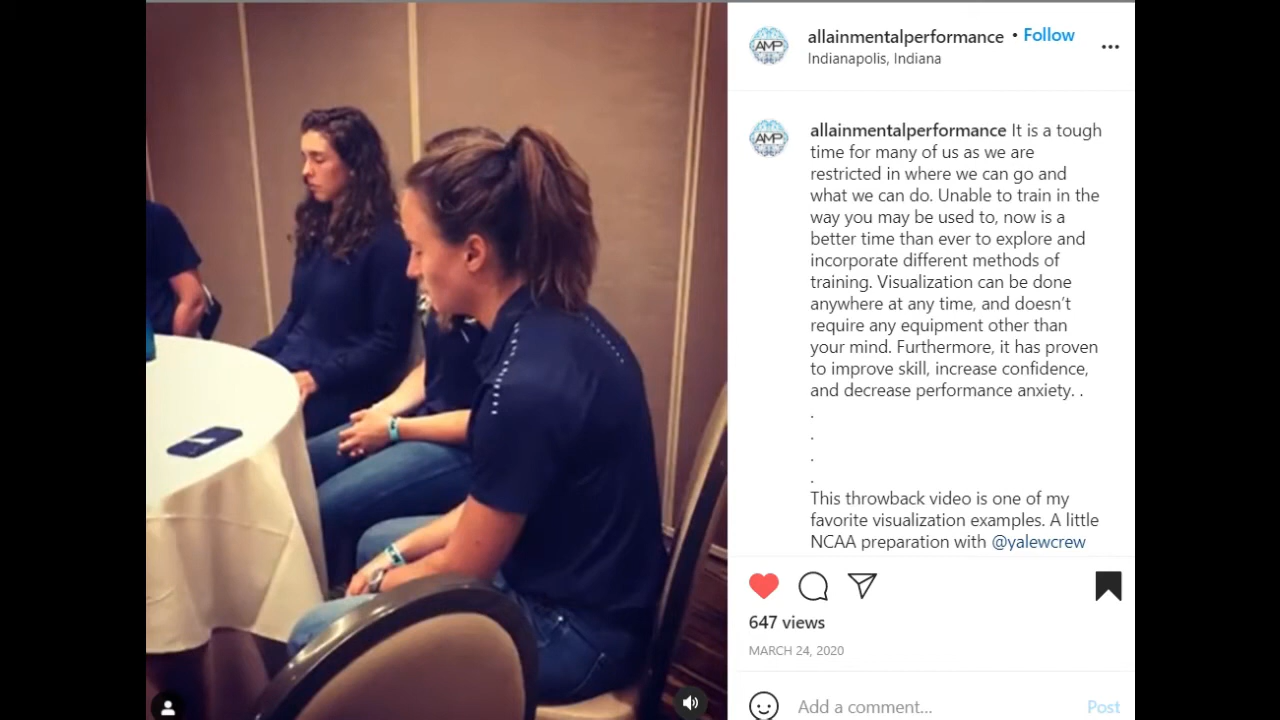 AMP
allainmentalperformance • Follow
Indianapolis, Indiana
AMP
allainmentalperformance It is a tough
time for many of us as we are
restricted in where we can go and
what we can do. Unable to train in the
way you may be used to, now is a
better time than ever to explore and
incorporate different methods of
training. Visualization can be done
anywhere at any time, and doesn't
require any equipment other than
your mind. Furthermore, it has proven
to improve skill, increase confidence,
and decrease performance anxiety. .
.
.
.
.
This throwback video is one of my
favorite visualization examples. A little
NCAA preparation with @yalewcrew
647 views
MARCH 24, 2020
Add a comment... Post